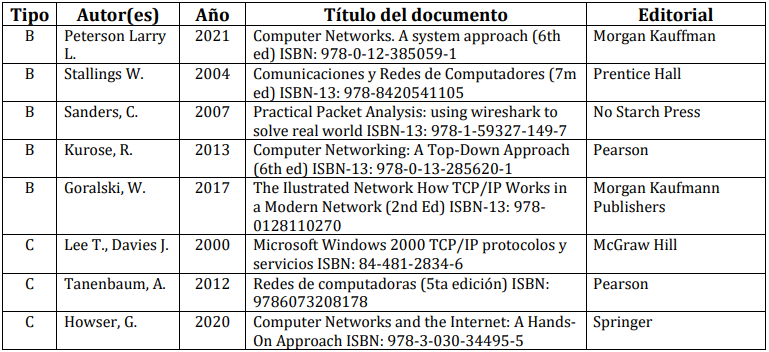 Tipo Autor(es) Año Título del documento Editorial
B Peterson Larry L. 2021 Computer Networks. A system approach (6th ed) ISBN: 978-0-12-385059-1 Morgan Kauffman
B Stallings W. 2004 Comunicaciones y Redes de Computadores (7m ed) ISBN-13: 978-8420541105 Prentice Hall
B Sanders, C. 2007 Practical Packet Analysis: using wireshark to solve real world ISBN-13: 978-1-59327-149-7 No Starch Press
B Kurose, R. 2013 Computer Networking: A Top-Down Approach (6th ed) ISBN-13: 978-0-13-285620-1 Pearson
B Goralski, W. 2017 The Ilustrated Network How TCP/IP Works in a Modern Network (2nd Ed) ISBN-13: 978-0128110270 Morgan Kaufmann Publishers
C Lee T., Davies J. 2000 Microsoft Windows 2000 TCP/IP protocolos y servicios ISBN: 84-481-2834-6 McGraw Hill
C Tanenbaum, A. 2012 Redes de computadoras (5ta edición) ISBN: 9786073208178 Pearson
C Howser, G. 2020 Computer Networks and the Internet: A Hands-On Approach ISBN: 978-3-030-34495-5 Springer